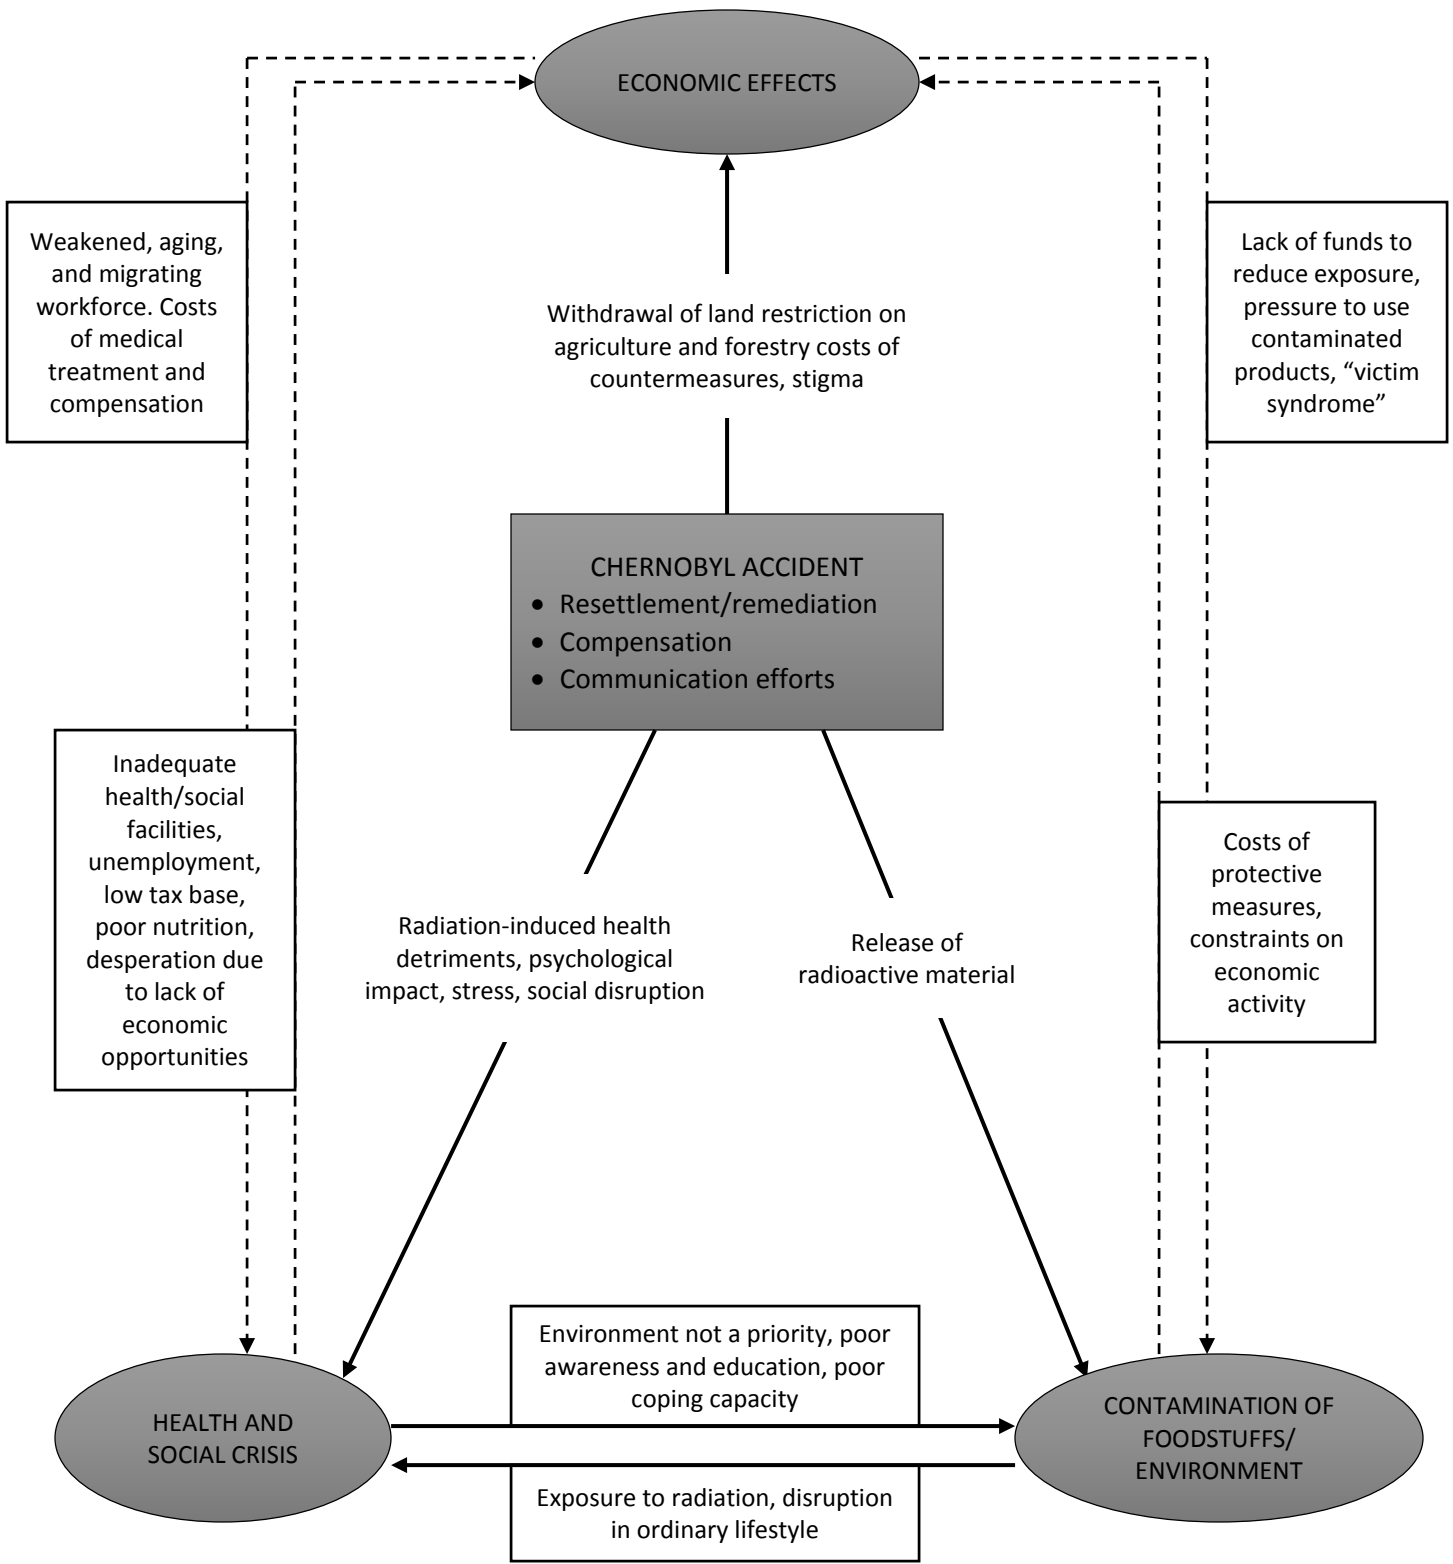 ECONOMIC EFFECTS
Weakened, aging,
and migrating
workforce. Costs
of medical
treatment and
compensation
Withdrawal of land restriction on
agriculture and forestry costs of
countermeasures, stigma
Lack of funds to
reduce exposure,
pressure to use
contaminated
products, “victim
syndrome”
CHERNOBYL ACCIDENT
• Resettlement/remediation
• Compensation
• Communication efforts
Inadequate
health/social
facilities,
unemployment,
low tax base,
poor nutrition,
desperation due
to lack of
economic
opportunities
Radiation-induced health
detriments, psychological
impact, stress, social disruption
Release of
radioactive material
Costs of
protective
measures,
constraints on
economic
activity
Environment not a priority, poor
awareness and education, poor
coping capacity
HEALTH AND
SOCIAL CRISIS
CONTAMINATION OF
FOODSTUFFS/
ENVIRONMENT
Exposure to radiation, disruption
in ordinary lifestyle